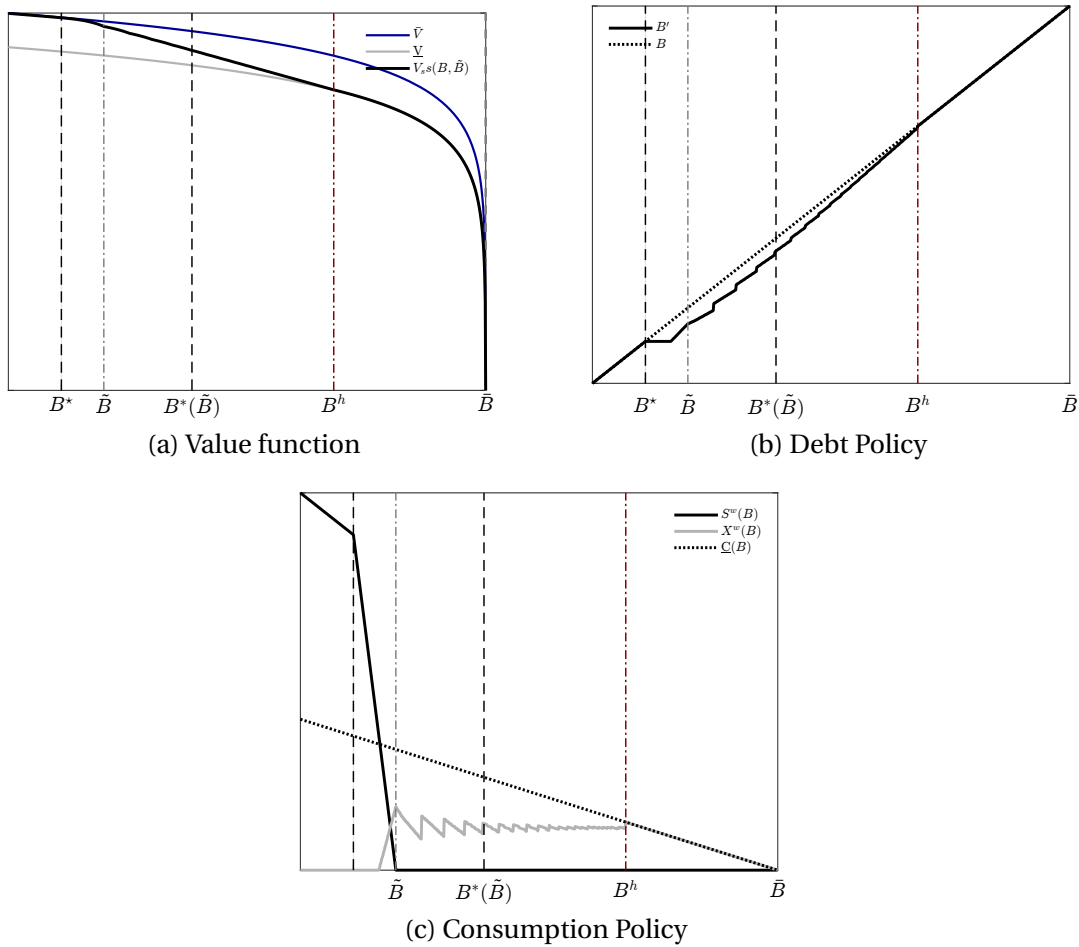 V̄
V̲
V_s s(B, B̃)
B⋆ B̃ B*(B̃) B^h B̄
(a) Value function
B′
B
B⋆ B̃ B*(B̃) B^h B̄
(b) Debt Policy
S^w(B)
X^w(B)
C̲(B)
B̃ B*(B̃) B^h B̄
(c) Consumption Policy